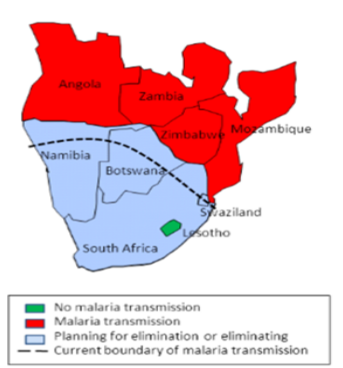 Angola
Zambia
Zimbabwe
Mozambique
Namibia
Botswana
Swaziland
Lesotho
South Africa
No malaria transmission
Malaria transmission
Planning for elimination or eliminating
Current boundary of malaria transmission